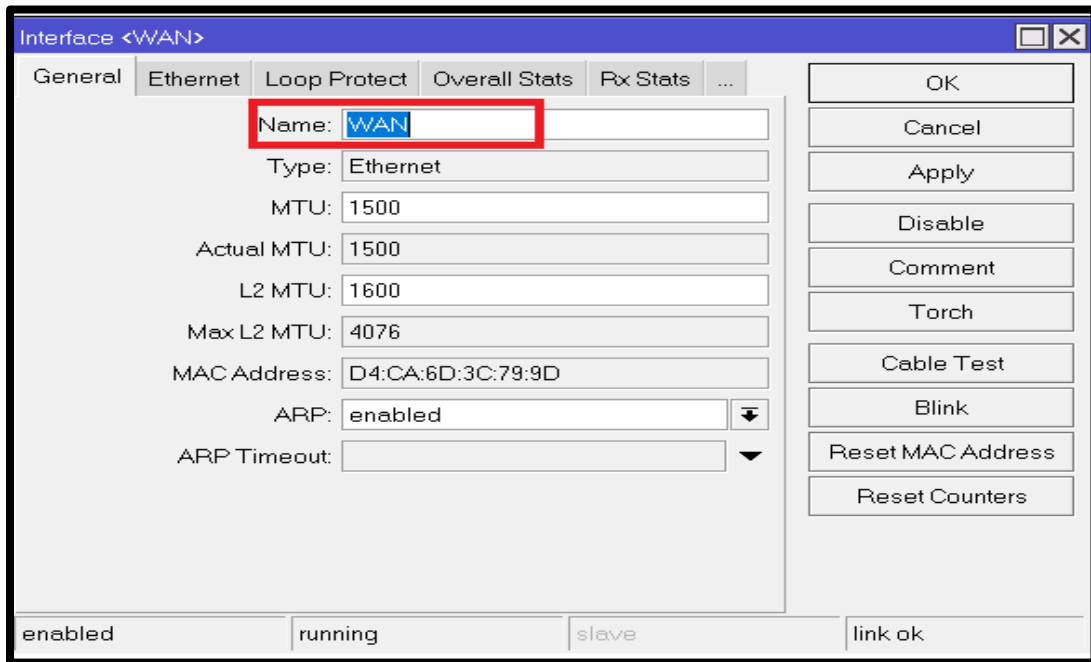 Interface <WAN>
General Ethernet Loop Protect Overall Stats Rx Stats ...
Name: WAN
Type: Ethernet
MTU: 1500
Actual MTU: 1500
L2 MTU: 1600
Max L2 MTU: 4076
MAC Address: D4:CA:6D:3C:79:9D
ARP: enabled
ARP Timeout:
OK
Cancel
Apply
Disable
Comment
Torch
Cable Test
Blink
Reset MAC Address
Reset Counters
enabled running slave link ok